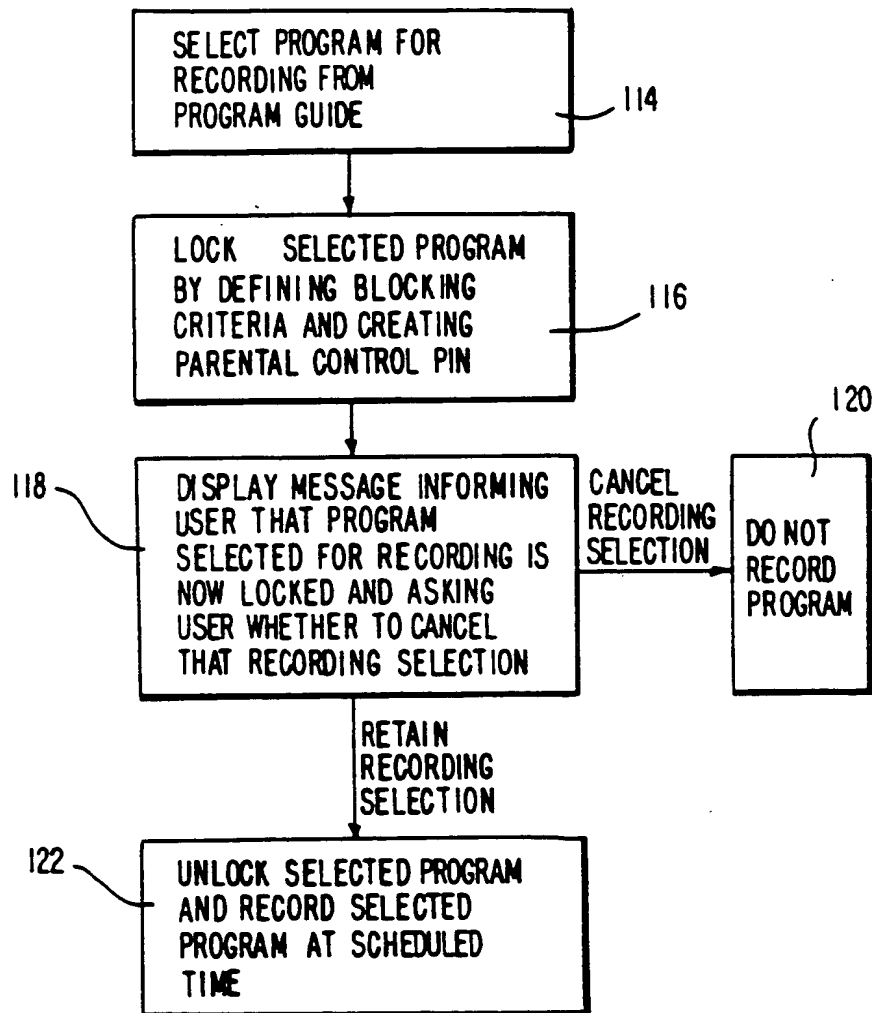 SELECT PROGRAM FOR
RECORDING FROM
PROGRAM GUIDE
114
LOCK SELECTED PROGRAM
BY DEFINING BLOCKING
CRITERIA AND CREATING
PARENTAL CONTROL PIN
116
118
DISPLAY MESSAGE INFORMING
USER THAT PROGRAM
SELECTED FOR RECORDING IS
NOW LOCKED AND ASKING
USER WHETHER TO CANCEL
THAT RECORDING SELECTION
CANCEL
RECORDING
SELECTION
120
DO NOT
RECORD
PROGRAM
RETAIN
RECORDING
SELECTION
122
UNLOCK SELECTED PROGRAM
AND RECORD SELECTED
PROGRAM AT SCHEDULED
TIME